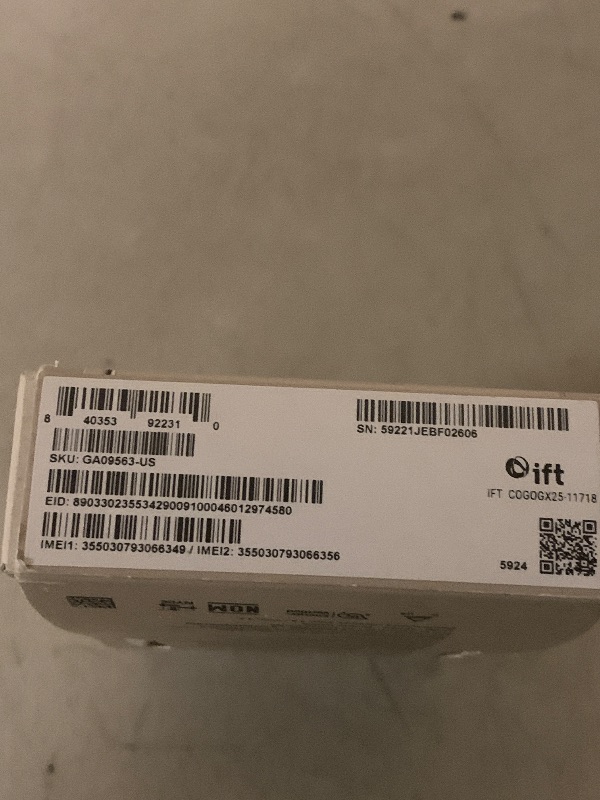 8 40353 92231 0
SKU: GA09563-US
EID: 89033023553429009100046012974580
IMEI1: 355030793066349 / IMEI2: 355030793066356
SN: 59221JEBF02606
ift
IFT COGOGX25-11718
5924
NOM